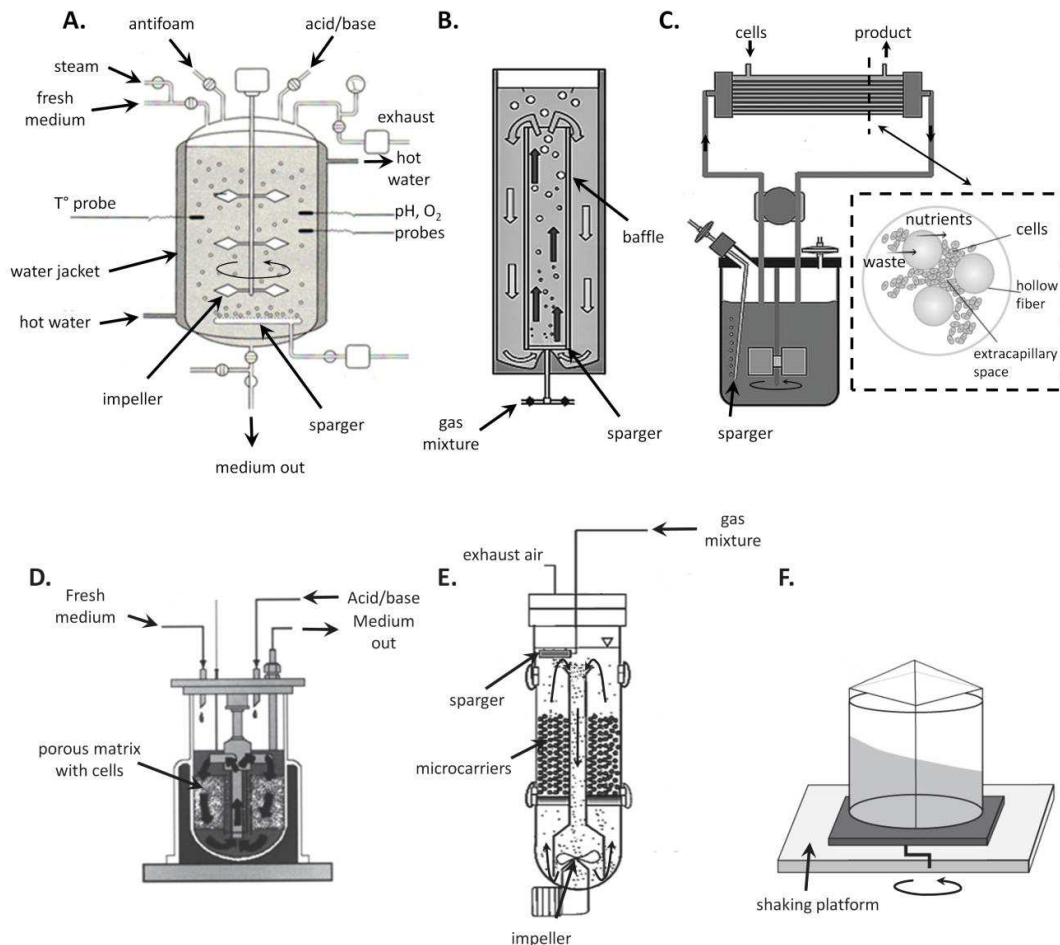 A.
antifoam
acid/base
steam
fresh
medium
exhaust
hot
water
T° probe
pH, O₂
probes
water jacket
hot water
impeller
sparger
medium out
B.
baffle
gas
mixture
sparger
C.
cells
product
nutrients
cells
waste
hollow
fiber
extracapillary
space
sparger
D.
Fresh
medium
Acid/base
Medium
out
porous matrix
with cells
E.
gas
mixture
exhaust air
sparger
microcarriers
impeller
F.
shaking platform